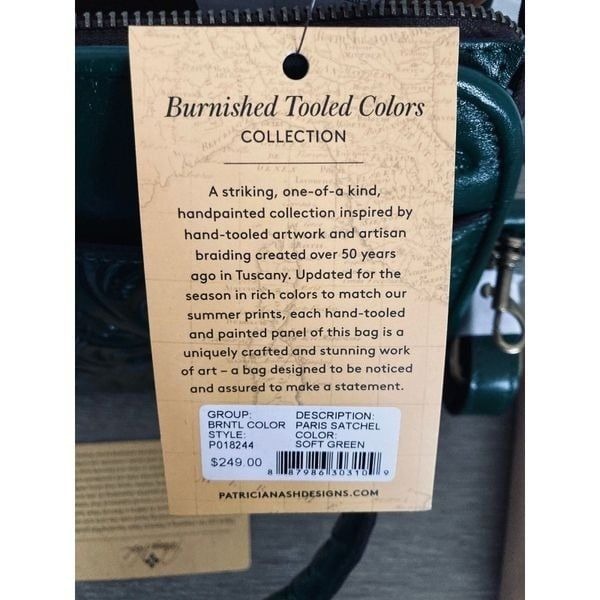 Burnished Tooled Colors
COLLECTION
A striking, one-of-a kind,
handpainted collection inspired by
hand-tooled artwork and artisan
braiding created over 50 years
ago in Tuscany. Updated for the
season in rich colors to match our
summer prints, each hand-tooled
and painted panel of this bag is a
uniquely crafted and stunning work
of art – a bag designed to be noticed
and assured to make a statement.
GROUP: DESCRIPTION:
BRNTL COLOR PARIS SATCHEL
STYLE: COLOR:
P018244 SOFT GREEN
$249.00
8 87986 30310 9
PATRICIANASHDESIGNS.COM